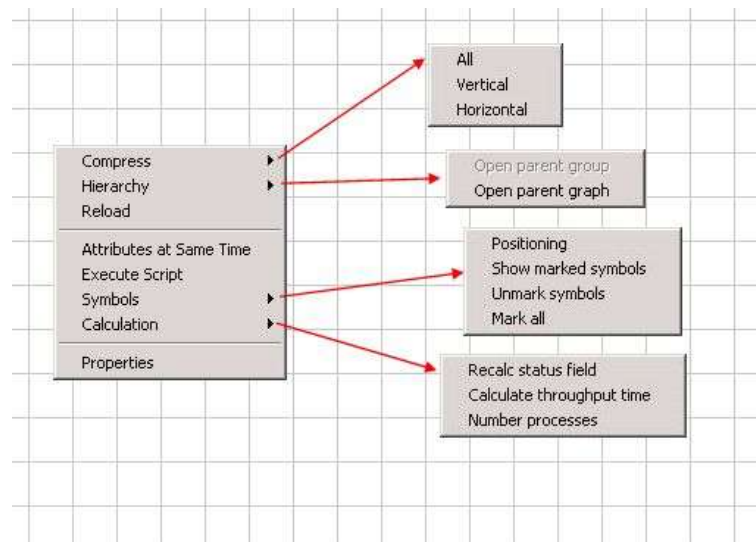 Compress
Hierarchy
Reload
Attributes at Same Time
Execute Script
Symbols
Calculation
Properties
All
Vertical
Horizontal
Open parent group
Open parent graph
Positioning
Show marked symbols
Unmark symbols
Mark all
Recalc status field
Calculate throughput time
Number processes